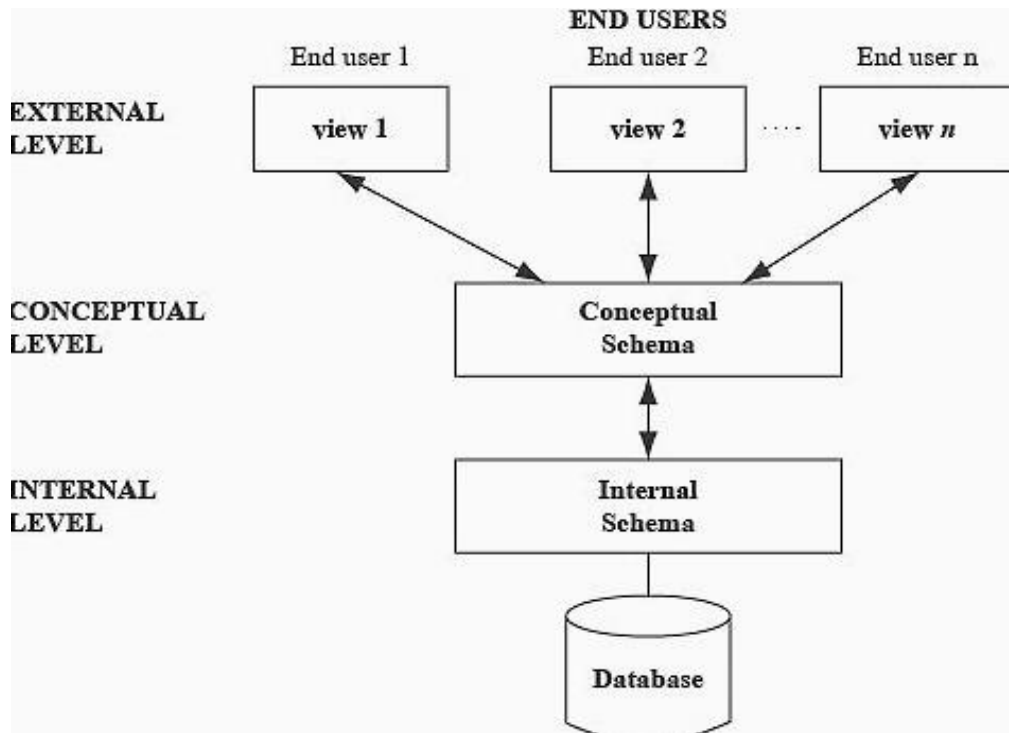 END USERS
End user 1 End user 2 End user n
EXTERNAL
LEVEL
view 1 view 2 ..... view n
CONCEPTUAL
LEVEL
Conceptual
Schema
INTERNAL
LEVEL
Internal
Schema
Database